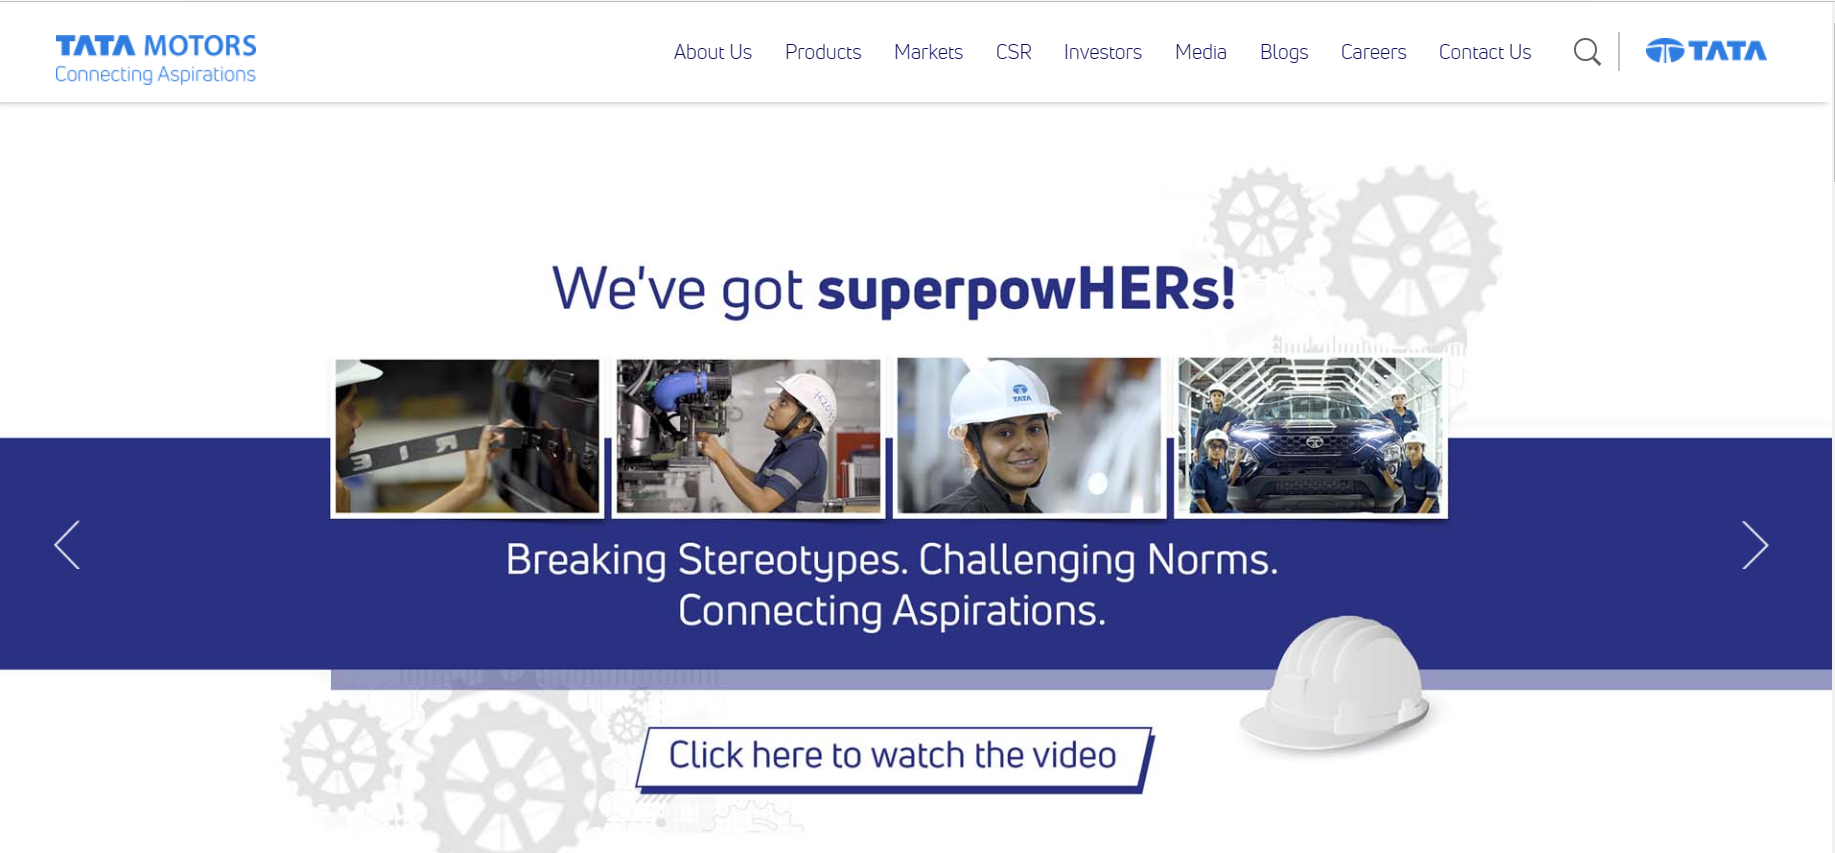 TATA MOTORS
Connecting Aspirations
About Us Products Markets CSR Investors Media Blogs Careers Contact Us
TATA
We've got superpowHERs!
TATA
Breaking Stereotypes. Challenging Norms.
Connecting Aspirations.
Click here to watch the video